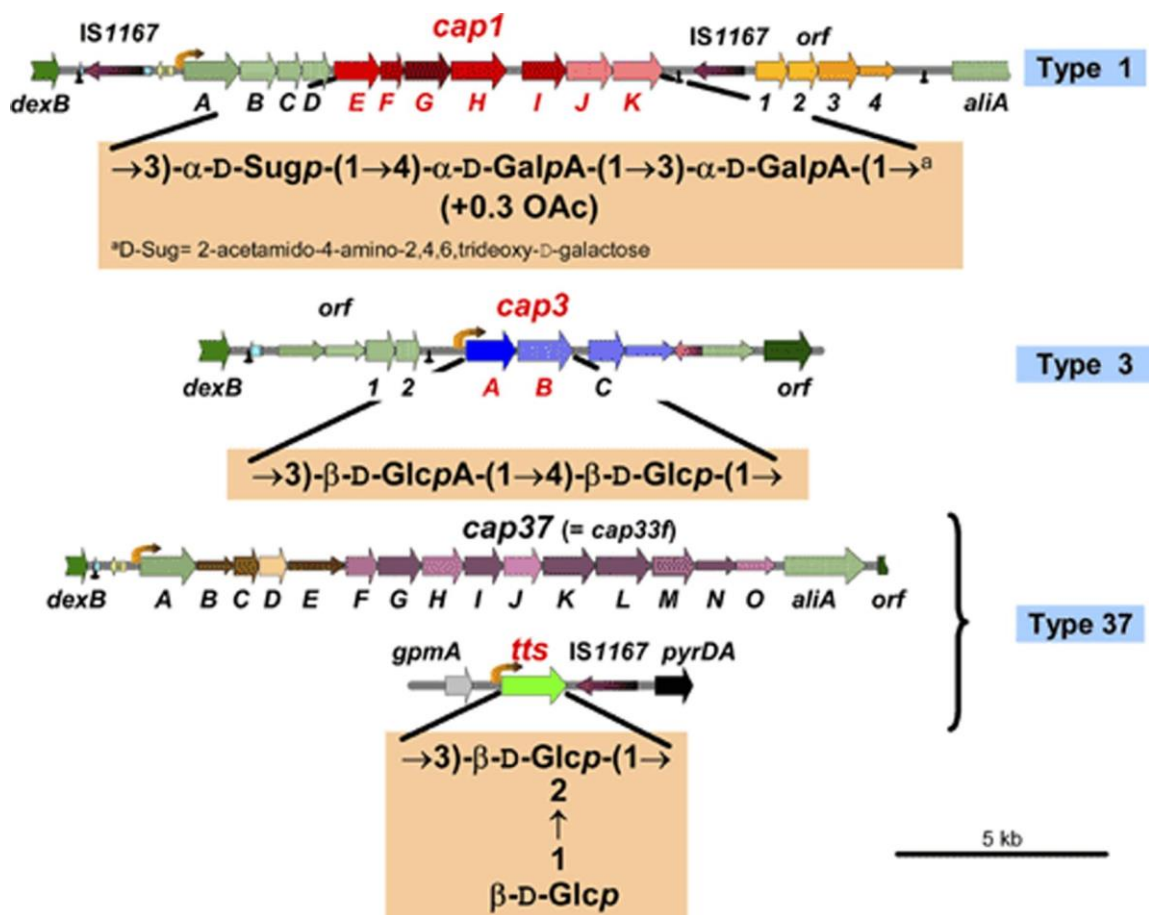 IS1167 cap1 IS1167 orf
Type 1
dexB A B C D E F G H I J K 1 2 3 4 aliA
→3)-α-D-Sugp-(1→4)-α-D-GalpA-(1→3)-α-D-GalpA-(1→ª
(+0.3 OAc)
ªD-Sug= 2-acetamido-4-amino-2,4,6,trideoxy-D-galactose
orf cap3
Type 3
dexB 1 2 A B C orf
→3)-β-D-GlcpA-(1→4)-β-D-Glcp-(1→
cap37 (= cap33f)
dexB A B C D E F G H I J K L M N O aliA orf
Type 37
gpmA tts IS1167 pyrDA
→3)-β-D-Glcp-(1→
2
↑
1
β-D-Glcp
5 kb